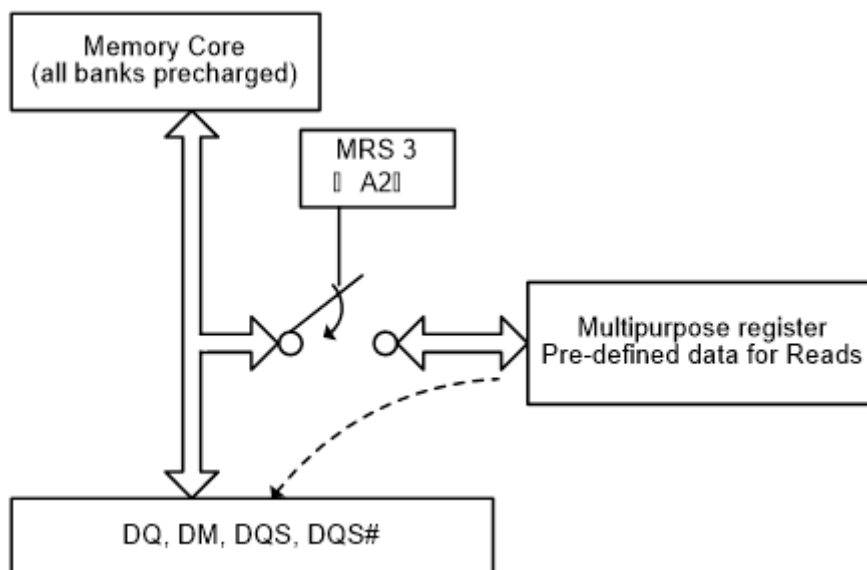 Memory Core
(all banks precharged)
MRS 3
▯ A2▯
Multipurpose register
Pre-defined data for Reads
DQ, DM, DQS, DQS#